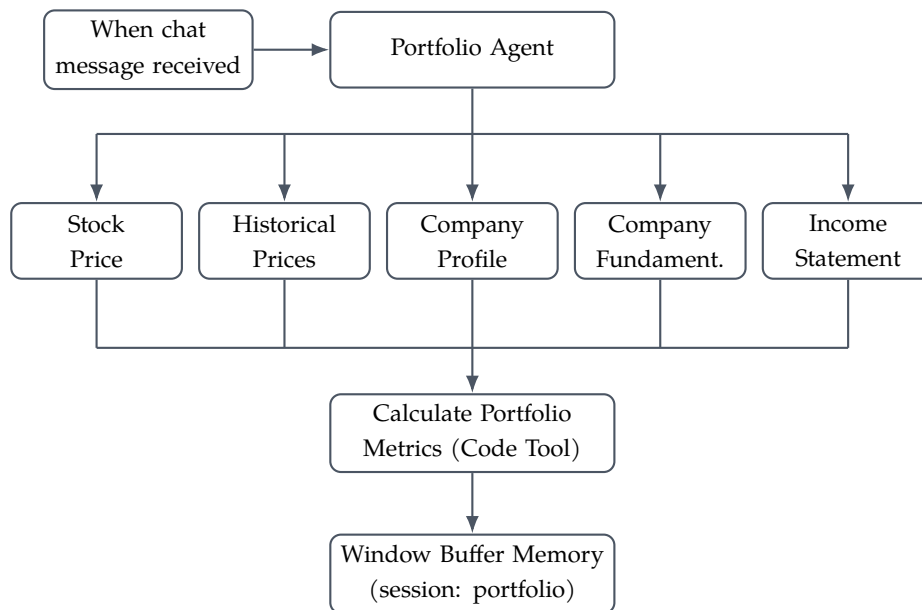 When chat
message received
Portfolio Agent
Stock
Price
Historical
Prices
Company
Profile
Company
Fundament.
Income
Statement
Calculate Portfolio
Metrics (Code Tool)
Window Buffer Memory
(session: portfolio)